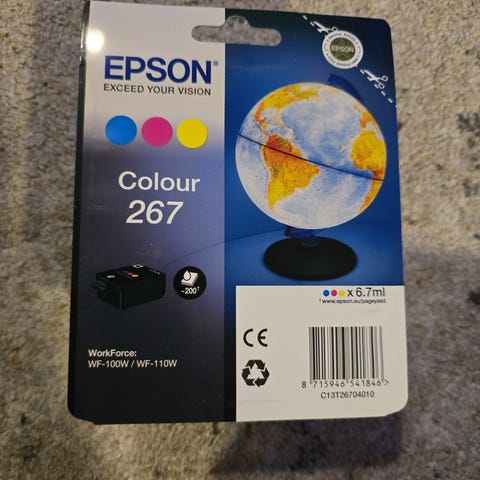 EPSON®
EXCEED YOUR VISION
EPSON
Colour
267
~200†
x 6.7ml
† www.epson.eu/pageyield
CE
WorkForce:
WF-100W / WF-110W
8 715946 541846 >
C13T26704010